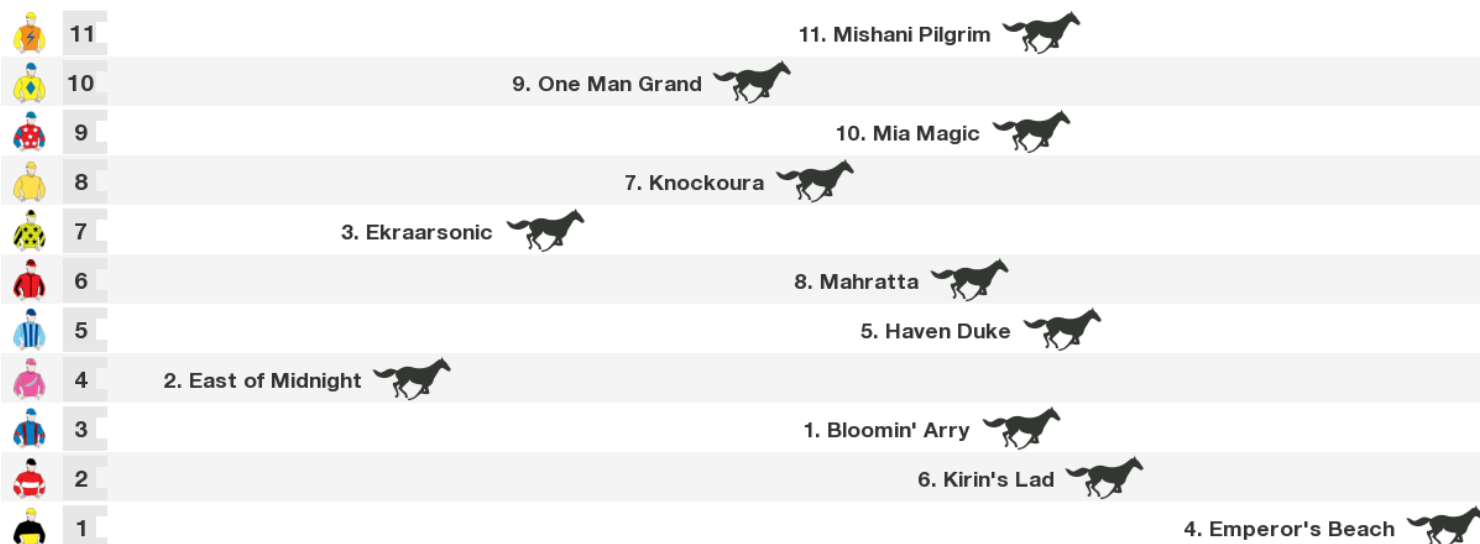 11 11. Mishani Pilgrim
10 9. One Man Grand
9 10. Mia Magic
8 7. Knockoura
7 3. Ekraarsonic
6 8. Mahratta
5 5. Haven Duke
4 2. East of Midnight
3 1. Bloomin' Arry
2 6. Kirin's Lad
1 4. Emperor's Beach